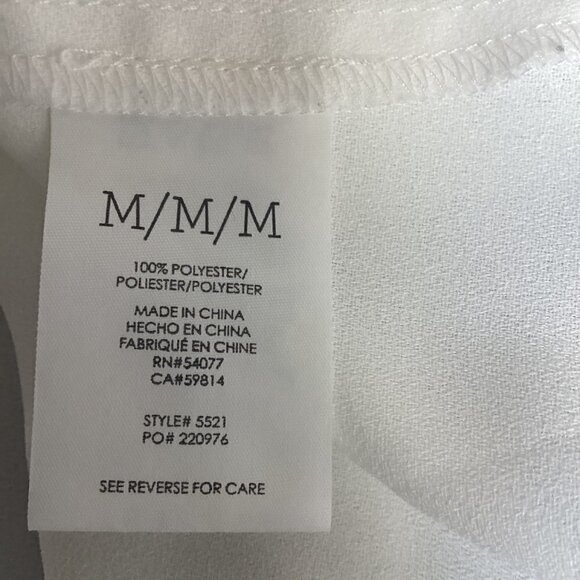 M/M/M
100% POLYESTER/
POLIESTER/POLYESTER
MADE IN CHINA
HECHO EN CHINA
FABRIQUÉ EN CHINE
RN#54077
CA#59814
STYLE# 5521
PO# 220976
SEE REVERSE FOR CARE